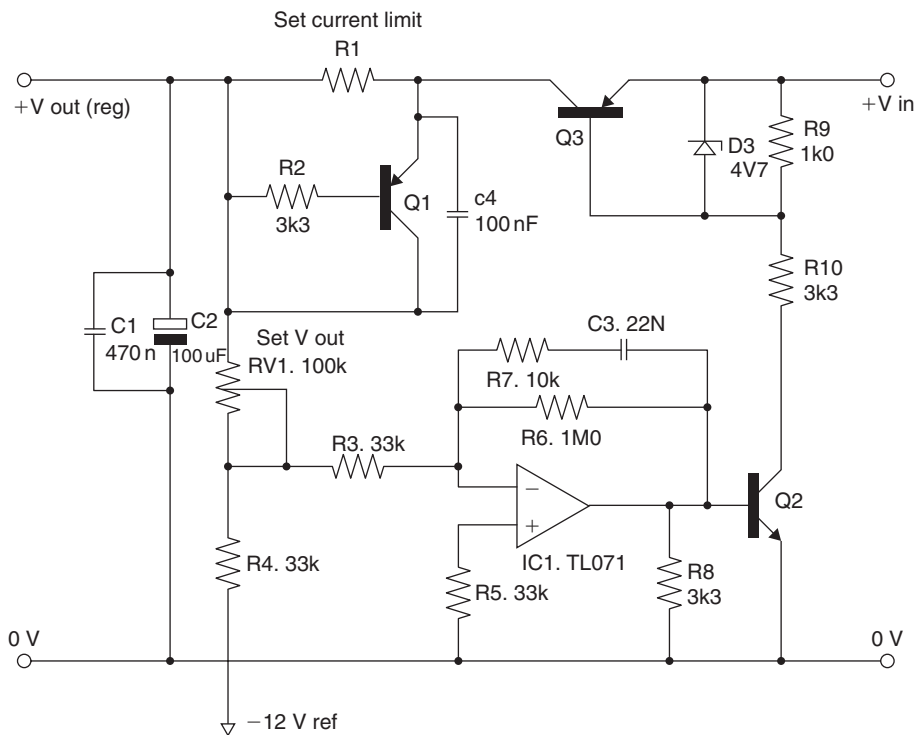 Set current limit
R1
+V out (reg)
+V in
Q3
D3
4V7
R9
1k0
R2
3k3
Q1
c4
100 nF
R10
3k3
C1
470 n
C2
100 uF
Set V out
RV1. 100k
C3. 22N
R7. 10k
R6. 1M0
R3. 33k
−
+
IC1. TL071
Q2
R4. 33k
R5. 33k
R8
3k3
0 V
0 V
−12 V ref